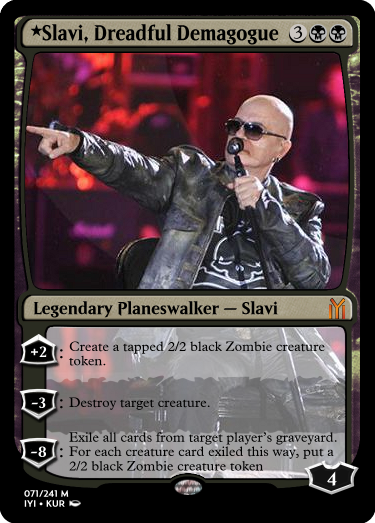 *Slavi, Dreadful Demagogue 3
Legendary Planeswalker — Slavi
+2: Create a tapped 2/2 black Zombie creature
token.
-3: Destroy target creature.
-8: Exile all cards from target player's graveyard.
For each creature card exiled this way, put a
2/2 black Zombie creature token
4
071/241 M
IYI • KUR